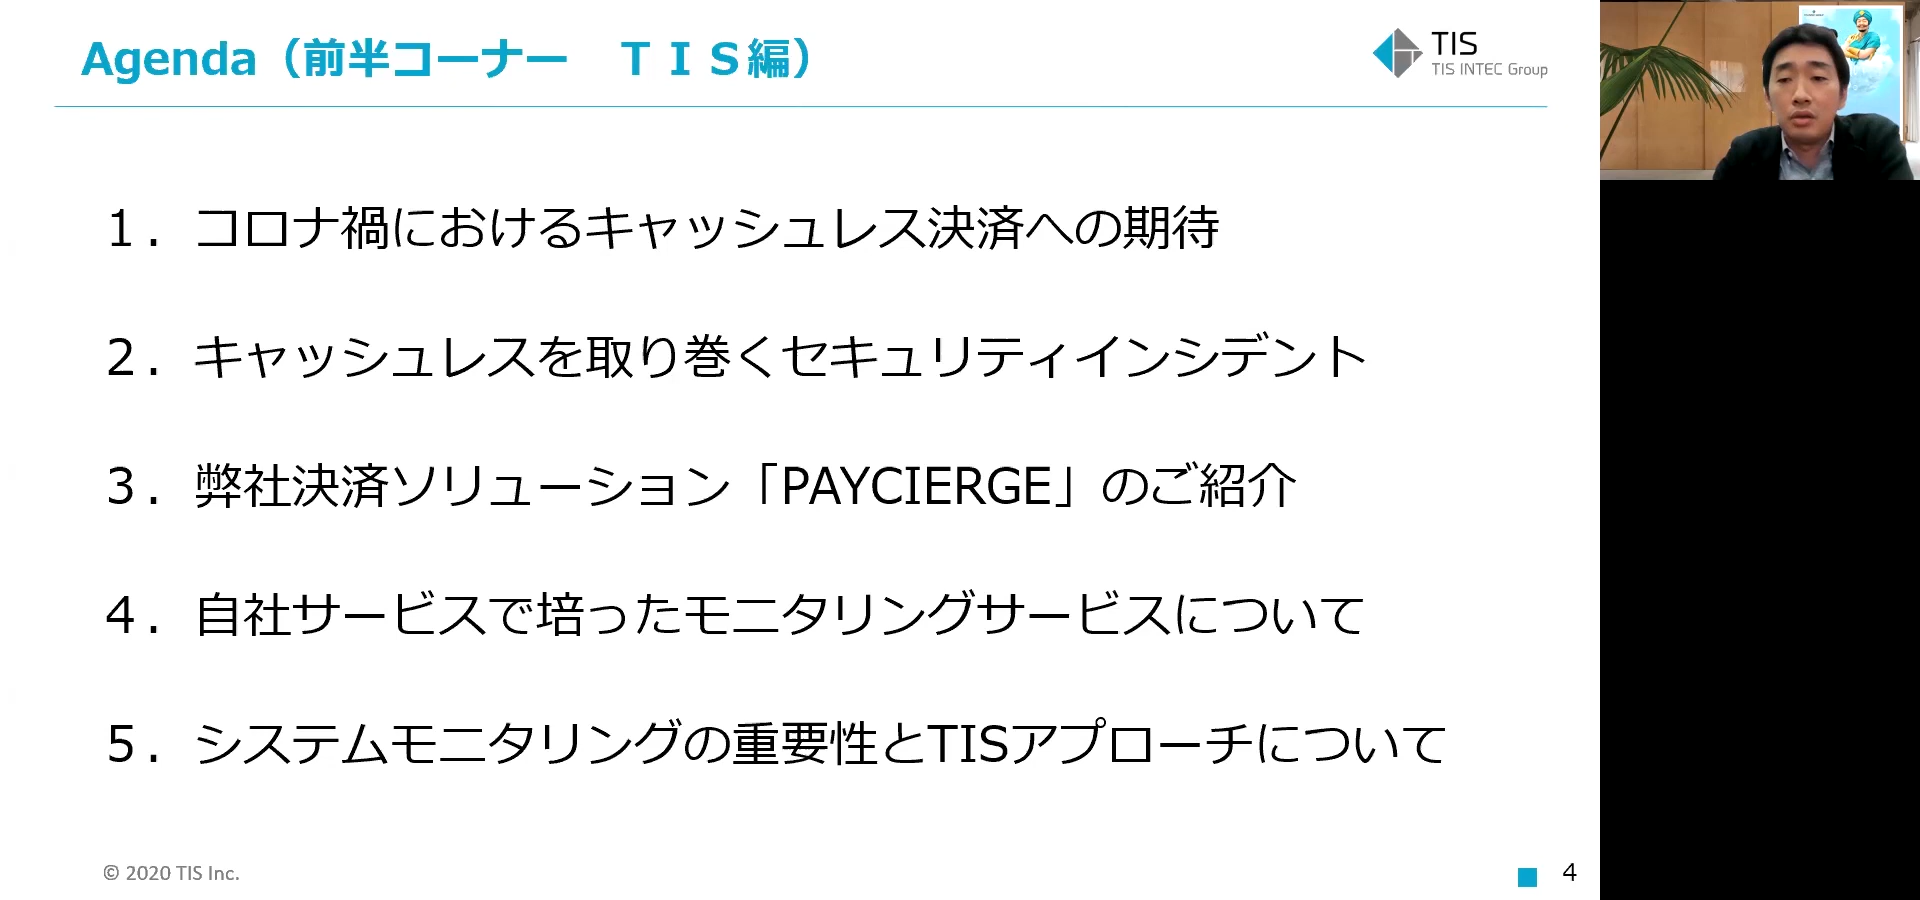 Agenda（前半コーナー　ＴＩＳ編）
TIS
TIS INTEC Group
１．コロナ禍におけるキャッシュレス決済への期待
２．キャッシュレスを取り巻くセキュリティインシデント
３．弊社決済ソリューション「PAYCIERGE」のご紹介
４．自社サービスで培ったモニタリングサービスについて
５．システムモニタリングの重要性とTISアプローチについて
© 2020 TIS Inc.
4